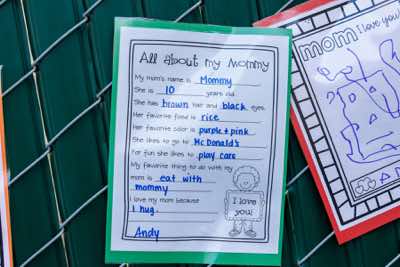 All about my Mommy
My mom's name is Mommy
She is 10 years old.
She has brown hair and black eyes.
Her favorite food is rice
Her favorite color is purple + pink
She likes to go to McDonald's
For fun she likes to play care
My favorite thing to do with my
mom is eat with
mommy
I love my mom because
I hug.
I love
you!
Andy
mom I love you